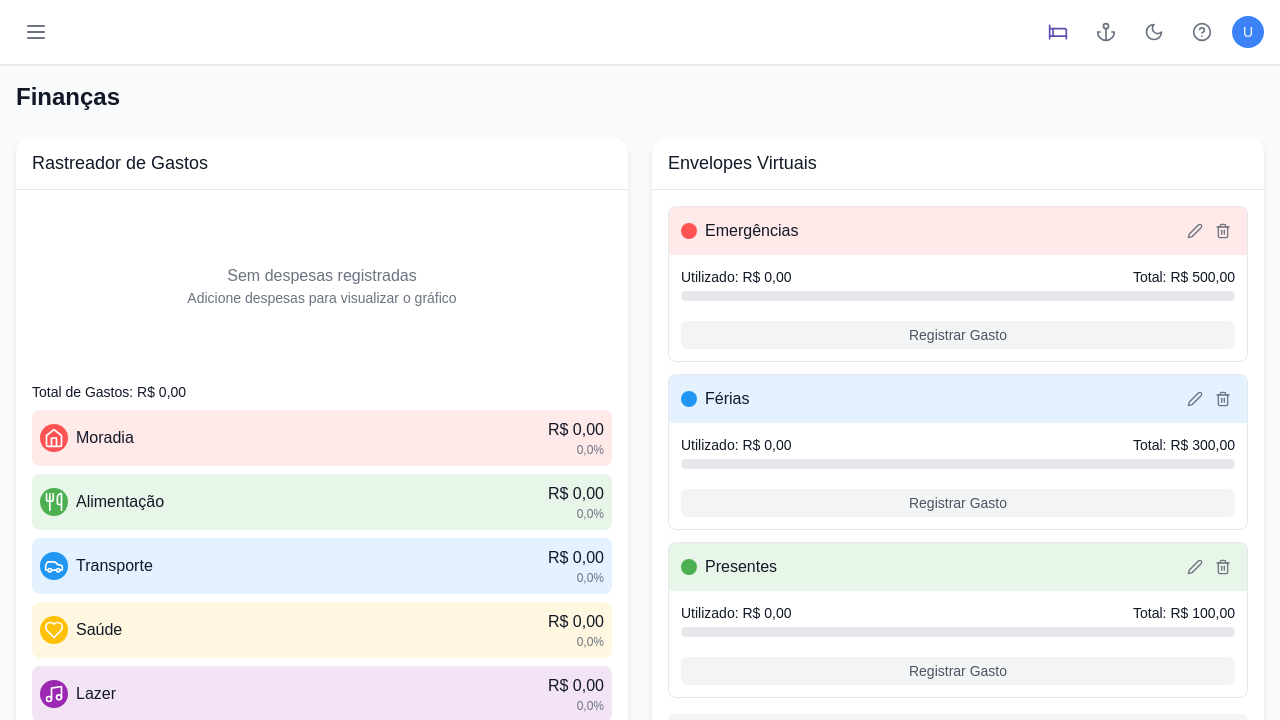 U
Finanças
Rastreador de Gastos
Sem despesas registradas
Adicione despesas para visualizar o gráfico
Total de Gastos: R$ 0,00
Moradia
R$ 0,00
0,0%
Alimentação
R$ 0,00
0,0%
Transporte
R$ 0,00
0,0%
Saúde
R$ 0,00
0,0%
Lazer
R$ 0,00
0,0%
Envelopes Virtuais
Emergências
Utilizado: R$ 0,00 Total: R$ 500,00
Registrar Gasto
Férias
Utilizado: R$ 0,00 Total: R$ 300,00
Registrar Gasto
Presentes
Utilizado: R$ 0,00 Total: R$ 100,00
Registrar Gasto